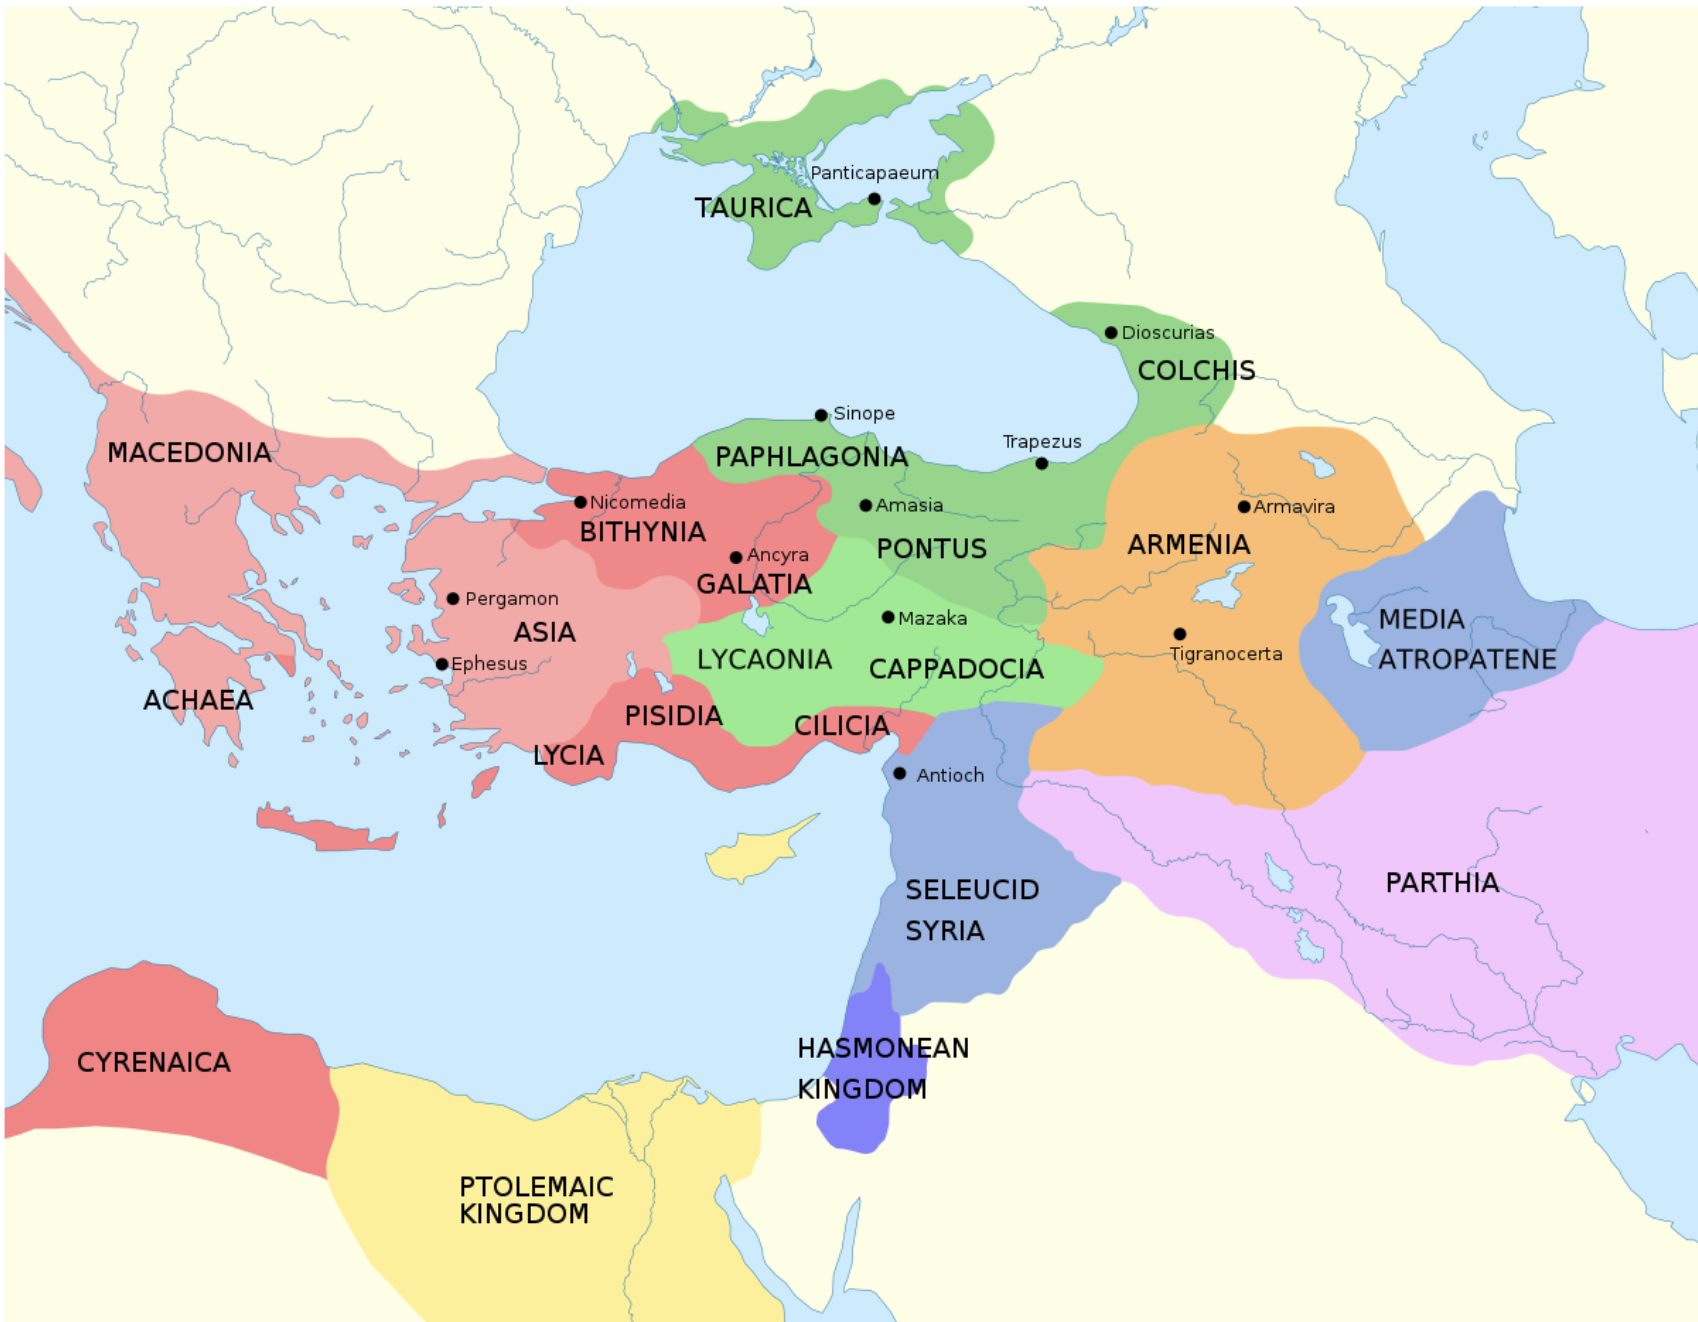 Panticapaeum
TAURICA
Dioscurias
COLCHIS
Sinope
Trapezus
MACEDONIA
PAPHLAGONIA
Nicomedia
Amasia
Armavira
BITHYNIA
PONTUS
ARMENIA
Ancyra
GALATIA
Pergamon
Mazaka
MEDIA
ATROPATENE
ASIA
Ephesus
LYCAONIA
CAPPADOCIA
Tigranocerta
ACHAEA
PISIDIA
CILICIA
LYCIA
Antioch
SELEUCID
SYRIA
PARTHIA
CYRENAICA
HASMONEAN
KINGDOM
PTOLEMAIC
KINGDOM